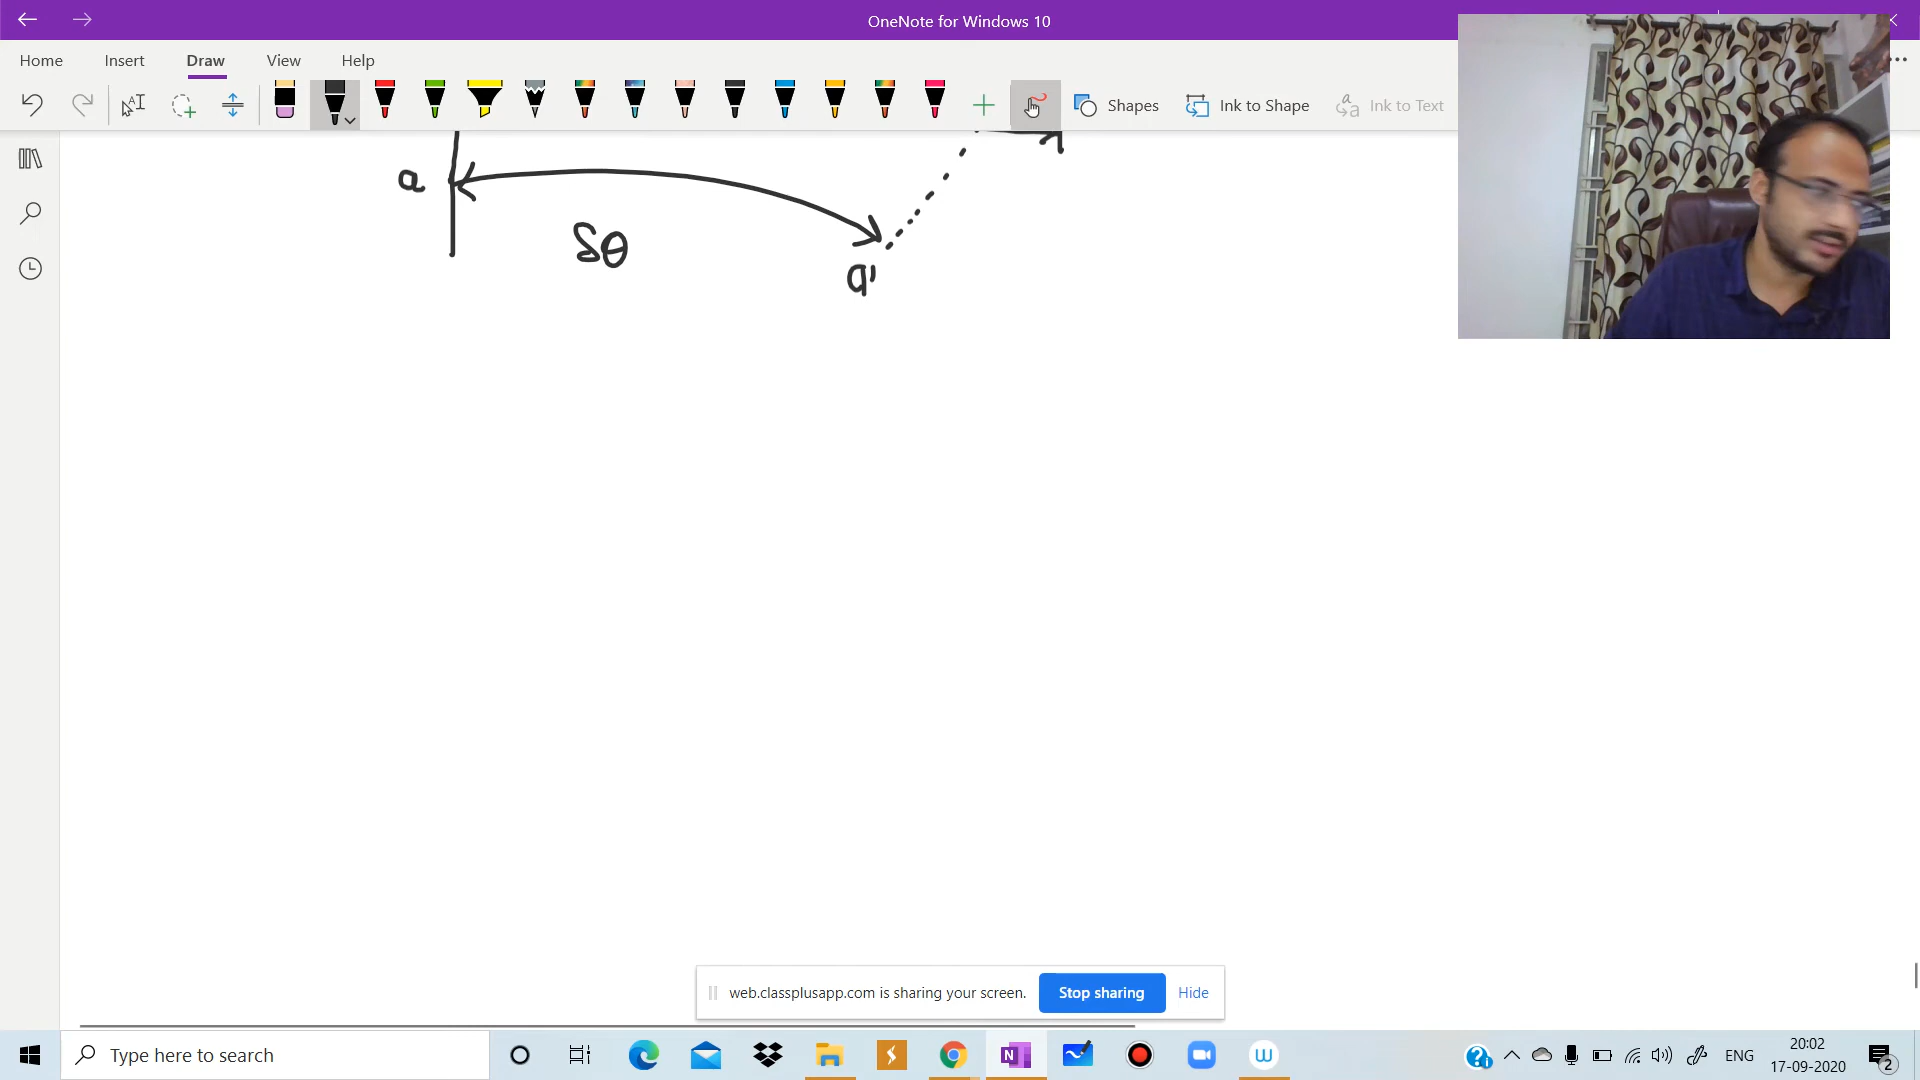 OneNote for Windows 10
Home Insert Draw View Help
Shapes Ink to Shape Ink to Text
a
δθ
a'
web.classplusapp.com is sharing your screen. Stop sharing Hide
Type here to search
ENG
20:02
17-09-2020
2